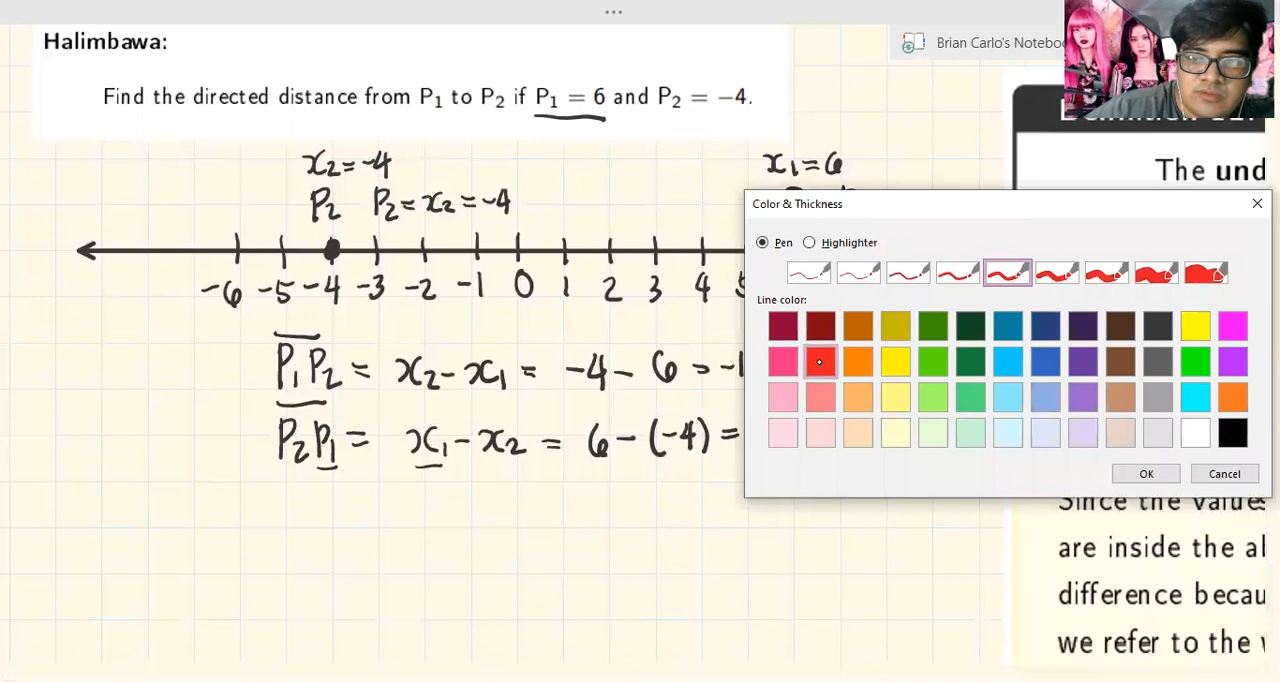 Halimbawa:
Brian Carlo's Notebo
Find the directed distance from P₁ to P₂ if P₁ = 6 and P₂ = −4.
x₂=-4
x₁=6
P₂ P₂=x₂=-4
The und
-6 -5 -4 -3 -2 -1 0 1 2 3 4
P₁P₂ = x₂-x₁ = -4 - 6 = -1
P₂P₁ = x₁-x₂ = 6-(-4) =
Color & Thickness
Pen Highlighter
Line color:
OK Cancel
Since the values
are inside the a
difference becau
we refer to the